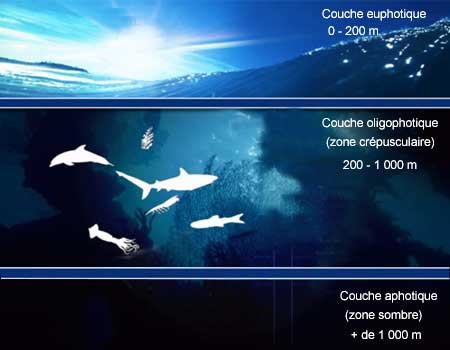 Couche euphotique
0 - 200 m
Couche oligophotique
(zone crépusculaire)
200 - 1 000 m
Couche aphotique
(zone sombre)
+ de 1 000 m